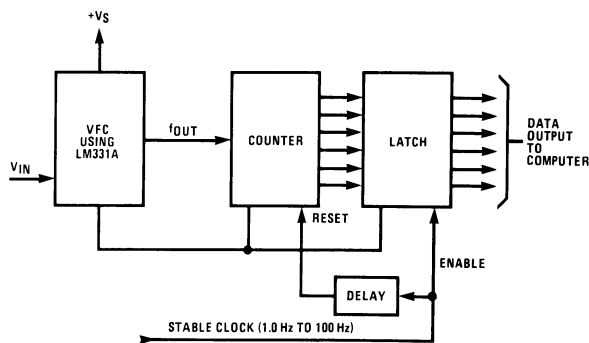 +VS
VFC
USING
LM331A
fOUT
COUNTER
LATCH
DATA
OUTPUT
TO
COMPUTER
VIN
RESET
ENABLE
DELAY
STABLE CLOCK (1.0 Hz TO 100 Hz)